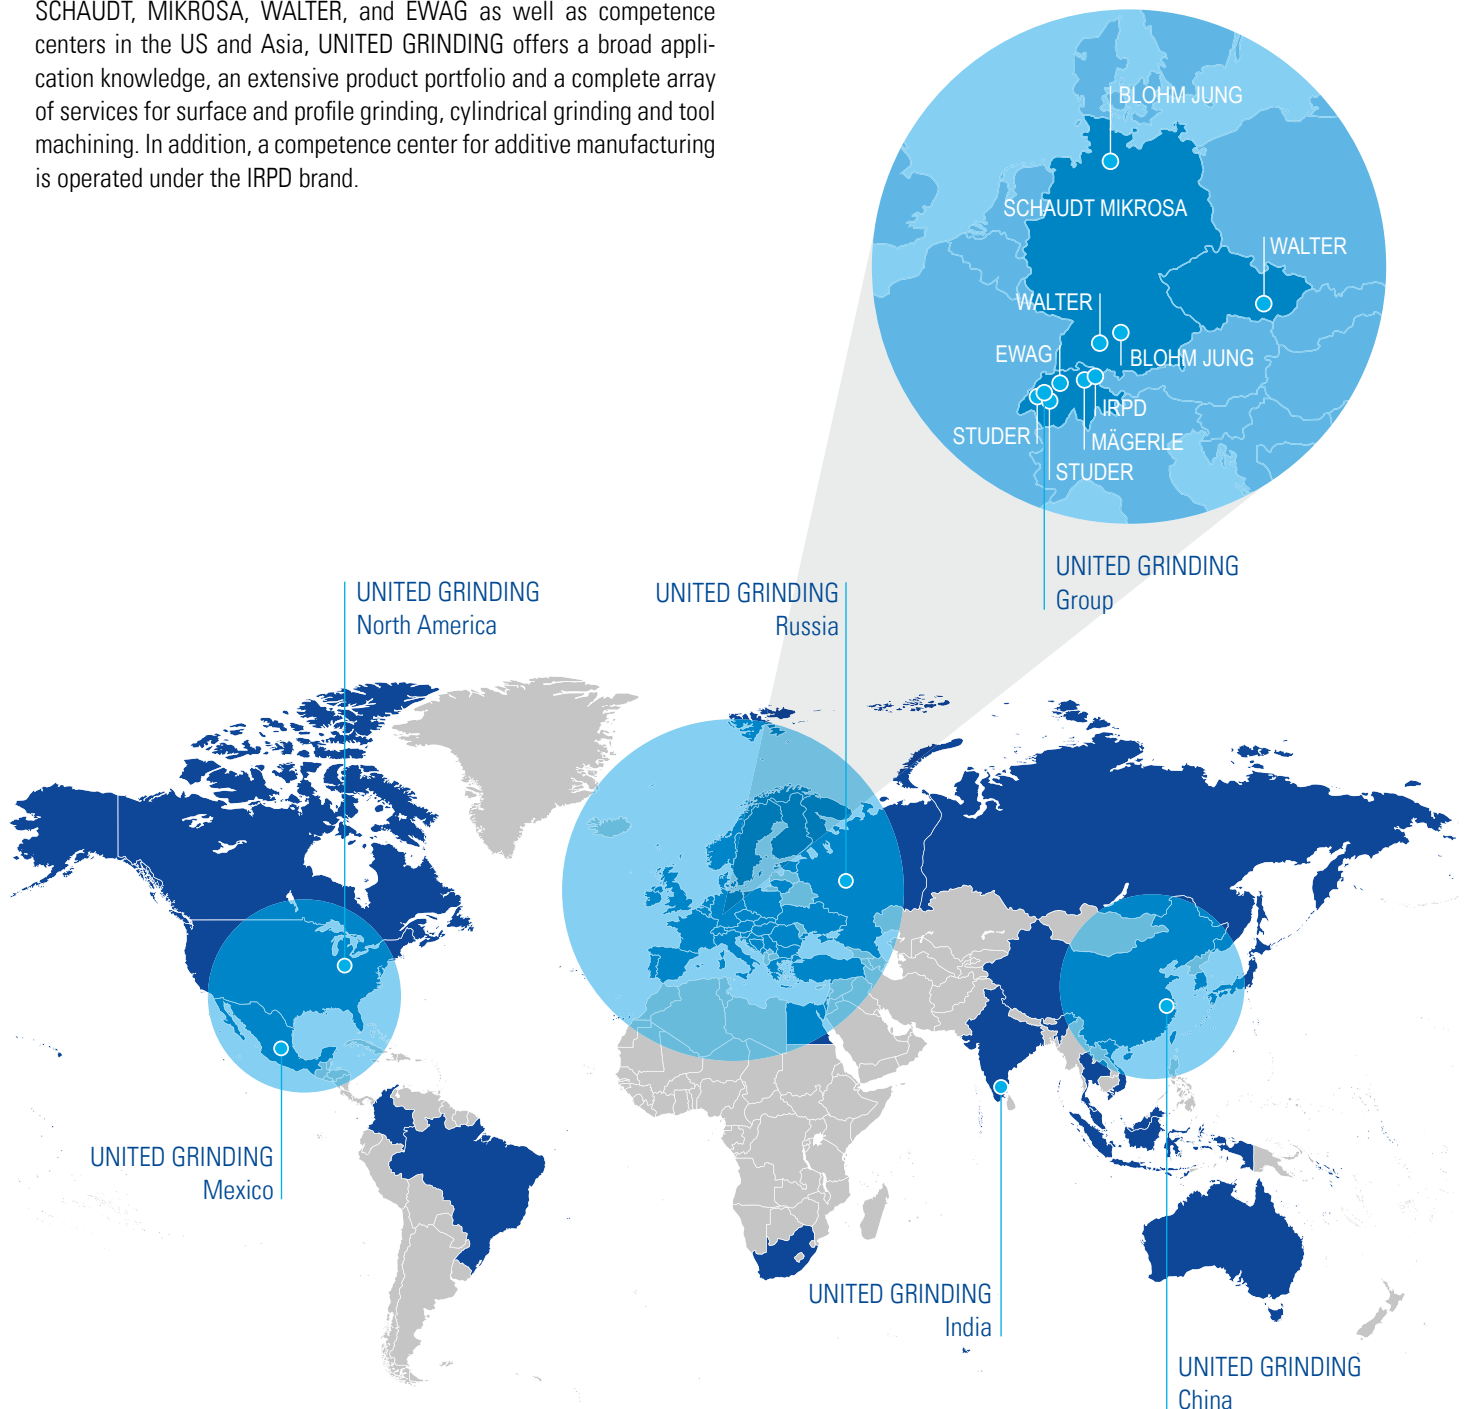 SCHAUDT, MIKROSA, WALTER, and EWAG as well as competence
centers in the US and Asia, UNITED GRINDING offers a broad appli-
cation knowledge, an extensive product portfolio and a complete array
of services for surface and profile grinding, cylindrical grinding and tool
machining. In addition, a competence center for additive manufacturing
is operated under the IRPD brand.
BLOHM JUNG
SCHAUDT MIKROSA
WALTER
WALTER
EWAG
BLOHM JUNG
IRPD
STUDER
MÄGERLE
STUDER
UNITED GRINDING
Group
UNITED GRINDING
North America
UNITED GRINDING
Russia
UNITED GRINDING
Mexico
UNITED GRINDING
India
UNITED GRINDING
China